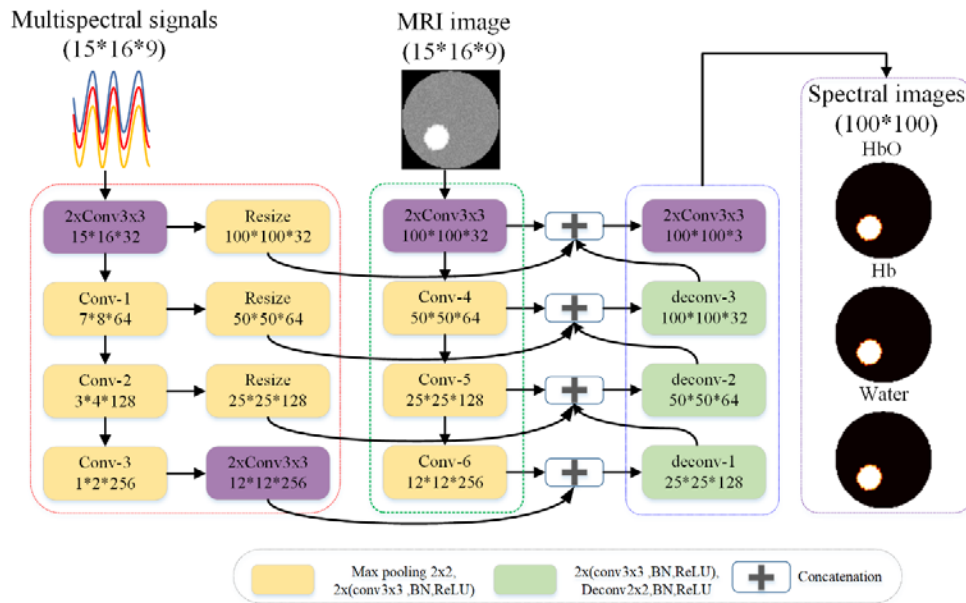 Multispectral signals
(15*16*9)
MRI image
(15*16*9)
Spectral images
(100*100)
HbO
Hb
Water
2xConv3x3
15*16*32
Resize
100*100*32
2xConv3x3
100*100*32
2xConv3x3
100*100*3
Conv-1
7*8*64
Resize
50*50*64
Conv-4
50*50*64
deconv-3
100*100*32
Conv-2
3*4*128
Resize
25*25*128
Conv-5
25*25*128
deconv-2
50*50*64
Conv-3
1*2*256
2xConv3x3
12*12*256
Conv-6
12*12*256
deconv-1
25*25*128
Max pooling 2x2,
2x(conv3x3 ,BN,ReLU)
2x(conv3x3 ,BN,ReLU),
Deconv2x2,BN,ReLU
Concatenation